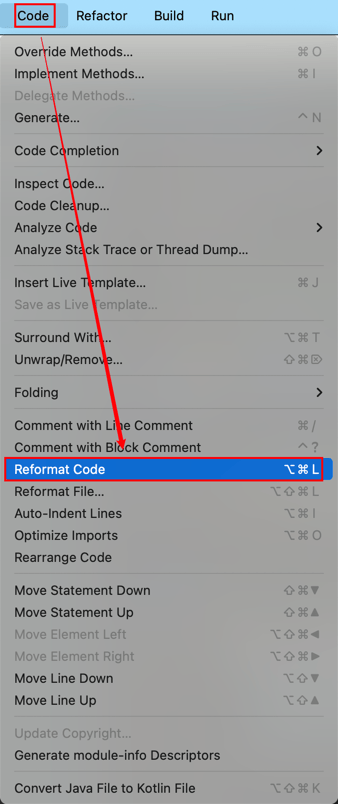 Code Refactor Build Run
Override Methods... ⌘ O
Implement Methods... ⌘ I
Delegate Methods...
Generate... ^ N
Code Completion
Inspect Code...
Code Cleanup...
Analyze Code
Analyze Stack Trace or Thread Dump...
Insert Live Template... ⌘ J
Save as Live Template...
Surround With... ⌥ ⌘ T
Unwrap/Remove... ⇧ ⌘ ⌦
Folding
Comment with Line Comment ⌘ /
Comment with Block Comment ^ ?
Reformat Code ⌥ ⌘ L
Reformat File... ⌥ ⇧ ⌘ L
Auto-Indent Lines ⌥ ⌘ I
Optimize Imports ⌥ ⌘ O
Rearrange Code
Move Statement Down ⇧ ⌘ ▼
Move Statement Up ⇧ ⌘ ▲
Move Element Left ⌥ ⇧ ⌘ ◀
Move Element Right ⌥ ⇧ ⌘ ▶
Move Line Down ⌥ ⇧ ▼
Move Line Up ⌥ ⇧ ▲
Update Copyright...
Generate module-info Descriptors
Convert Java File to Kotlin File ⌥ ⇧ ⌘ K